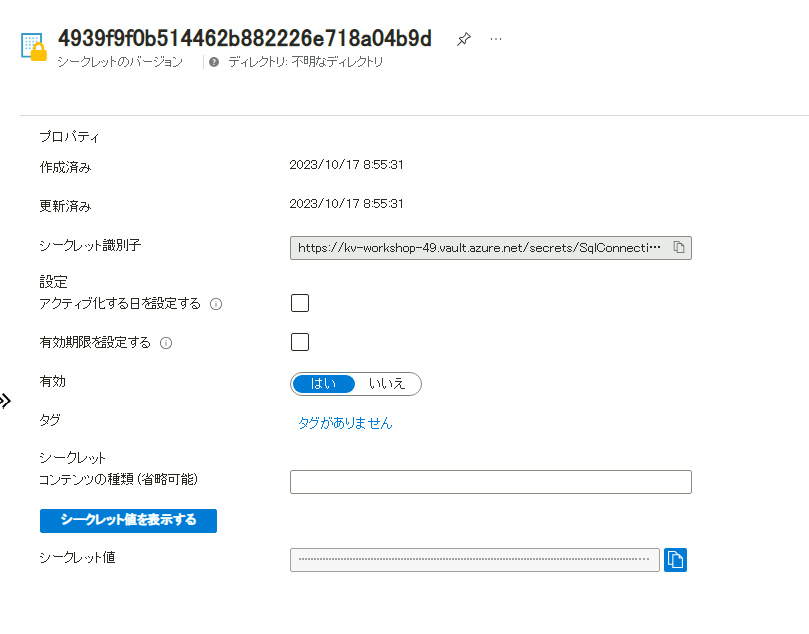 4939f9f0b514462b882226e718a04b9d
シークレットのバージョン ディレクトリ: 不明なディレクトリ
プロパティ
作成済み 2023/10/17 8:55:31
更新済み 2023/10/17 8:55:31
シークレット識別子 https://kv-workshop-49.vault.azure.net/secrets/SqlConnecti…
設定
アクティブ化する日を設定する
有効期限を設定する
有効 はい いいえ
タグ タグがありません
シークレット
コンテンツの種類 (省略可能)
シークレット値を表示する
シークレット値